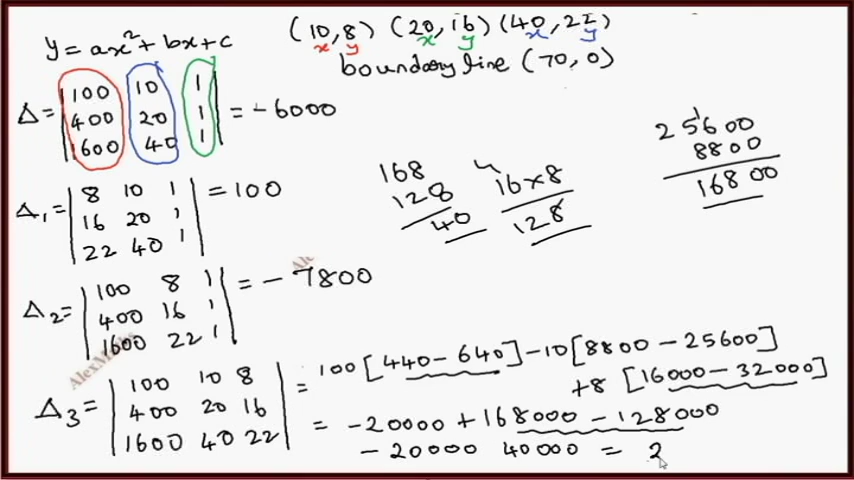 (10,8) (20,16) (40,22)
x y x y x y
y = ax² + bx + c
boundary line (70,0)
Δ = | 100 10 1 | = -6000
| 400 20 1 |
| 1600 40 1 |
Δ₁ = | 8 10 1 | = 100
| 16 20 1 |
| 22 40 1 |
168
128
40
4
16×8
128
1
25600
8800
16800
Δ₂ = | 100 8 1 | = -7800
| 400 16 1 |
| 1600 22 1 |
AlexMaths
Δ₃ = | 100 10 8 | = 100[440-640] -10[8800-25600]
| 400 20 16 | +8 [16000-32000]
| 1600 40 22 | = -20000 + 168000 - 128000
-20000 40000 = 2